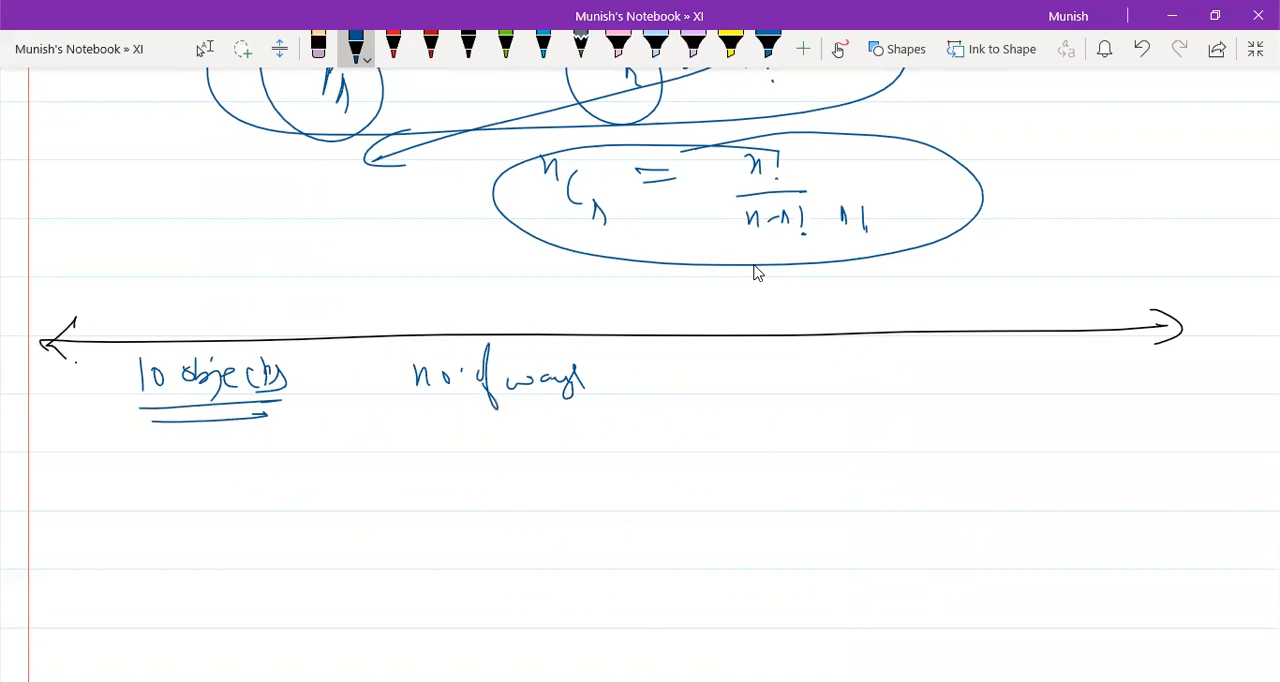 Munish's Notebook » XI
Munish
Munish's Notebook » XI
Shapes
Ink to Shape
nCr = n! / n-r! r!
10 objects no. of ways